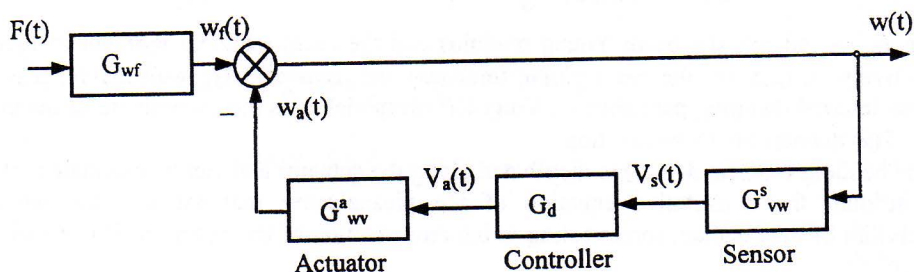 F(t)
G_wf
w_f(t)
w(t)
–
w_a(t)
G^a_wv
V_a(t)
G_d
V_s(t)
G^s_vw
Actuator
Controller
Sensor